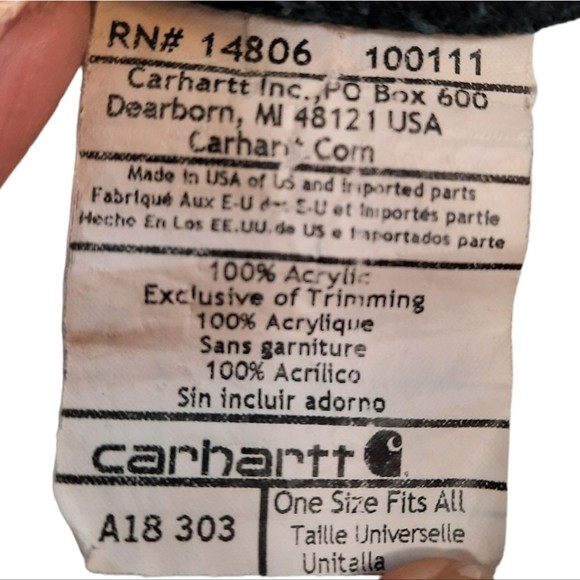 RN# 14806 100111
Carhartt Inc.,PO Box 600
Dearborn, MI 48121 USA
Carhartt.Com
Made in USA of US and imported parts
Fabriqué Aux E-U des E-U et importés partie
Hecho En Los EE.UU.de US e importados parte
100% Acrylic
Exclusive of Trimming
100% Acrylique
Sans garniture
100% Acrílico
Sin incluir adorno
carhartt
A18 303
One Size Fits All
Taille Universelle
Unitalla